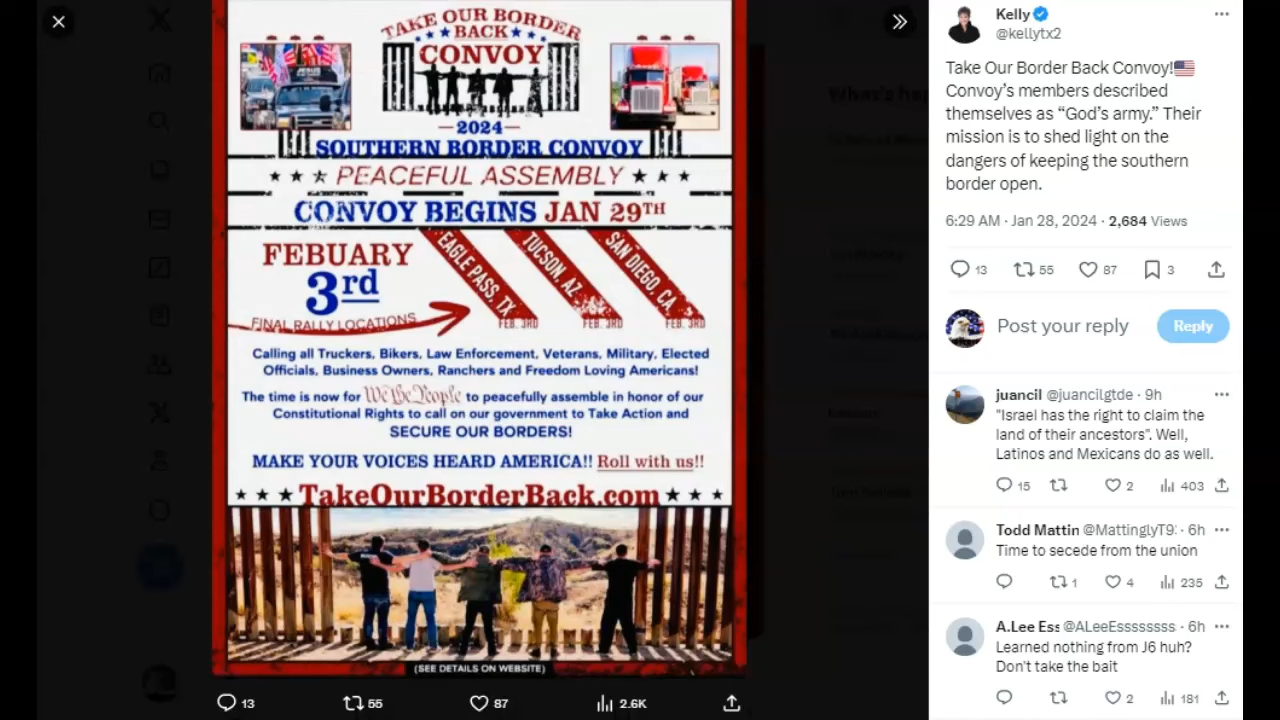 TAKE OUR BORDER
BACK
CONVOY
JESUS
2024
SOUTHERN BORDER CONVOY
PEACEFUL ASSEMBLY
CONVOY BEGINS JAN 29TH
FEBUARY
3rd
FINAL RALLY LOCATIONS
EAGLE PASS, TX
FEB. 3RD
TUCSON, AZ
FEB. 3RD
SAN DIEGO, CA
FEB. 3RD
Calling all Truckers, Bikers, Law Enforcement, Veterans, Military, Elected
Officials, Business Owners, Ranchers and Freedom Loving Americans!
The time is now for We the People to peacefully assemble in honor of our
Constitutional Rights to call on our government to Take Action and
SECURE OUR BORDERS!
MAKE YOUR VOICES HEARD AMERICA!! Roll with us!!
TakeOurBorderBack.com
(SEE DETAILS ON WEBSITE)
13 55 87 2.6K
Kelly
@kellytx2
Take Our Border Back Convoy!🇺🇸
Convoy's members described
themselves as “God's army.” Their
mission is to shed light on the
dangers of keeping the southern
border open.
6:29 AM · Jan 28, 2024 · 2,684 Views
13 55 87 3
Post your reply
Reply
juancil @juancilgtde · 9h
"Israel has the right to claim the
land of their ancestors". Well,
Latinos and Mexicans do as well.
15 2 403
Todd Mattin @MattinglyT9: · 6h
Time to secede from the union
1 4 235
A.Lee Ess @ALeeEssssssss · 6h
Learned nothing from J6 huh?
Don't take the bait
2 181